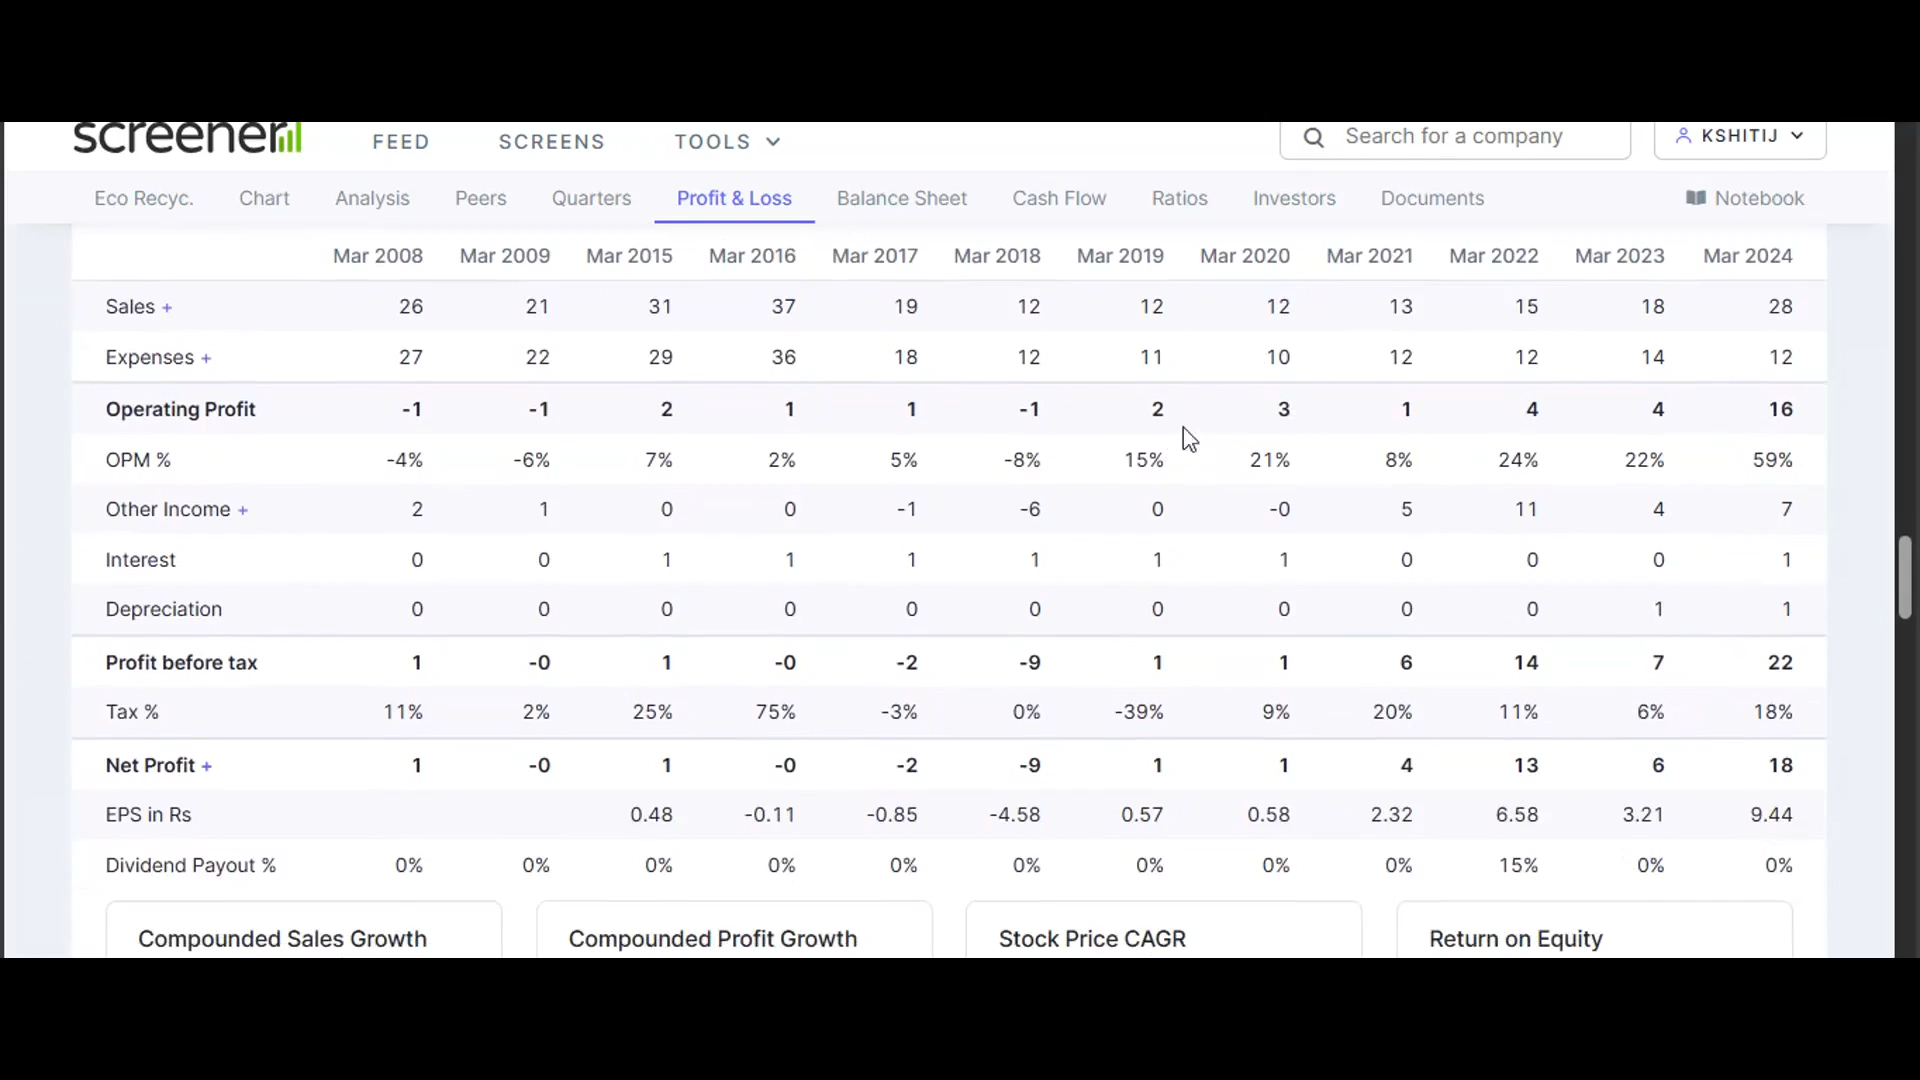 screener FEED SCREENS TOOLS Search for a company KSHITIJ
Eco Recyc. Chart Analysis Peers Quarters Profit & Loss Balance Sheet Cash Flow Ratios Investors Documents Notebook
Mar 2008 Mar 2009 Mar 2015 Mar 2016 Mar 2017 Mar 2018 Mar 2019 Mar 2020 Mar 2021 Mar 2022 Mar 2023 Mar 2024
Sales + 26 21 31 37 19 12 12 12 13 15 18 28
Expenses + 27 22 29 36 18 12 11 10 12 12 14 12
Operating Profit -1 -1 2 1 1 -1 2 3 1 4 4 16
OPM % -4% -6% 7% 2% 5% -8% 15% 21% 8% 24% 22% 59%
Other Income + 2 1 0 0 -1 -6 0 -0 5 11 4 7
Interest 0 0 1 1 1 1 1 1 0 0 0 1
Depreciation 0 0 0 0 0 0 0 0 0 0 1 1
Profit before tax 1 -0 1 -0 -2 -9 1 1 6 14 7 22
Tax % 11% 2% 25% 75% -3% 0% -39% 9% 20% 11% 6% 18%
Net Profit + 1 -0 1 -0 -2 -9 1 1 4 13 6 18
EPS in Rs 0.48 -0.11 -0.85 -4.58 0.57 0.58 2.32 6.58 3.21 9.44
Dividend Payout % 0% 0% 0% 0% 0% 0% 0% 0% 0% 15% 0% 0%
Compounded Sales Growth Compounded Profit Growth Stock Price CAGR Return on Equity